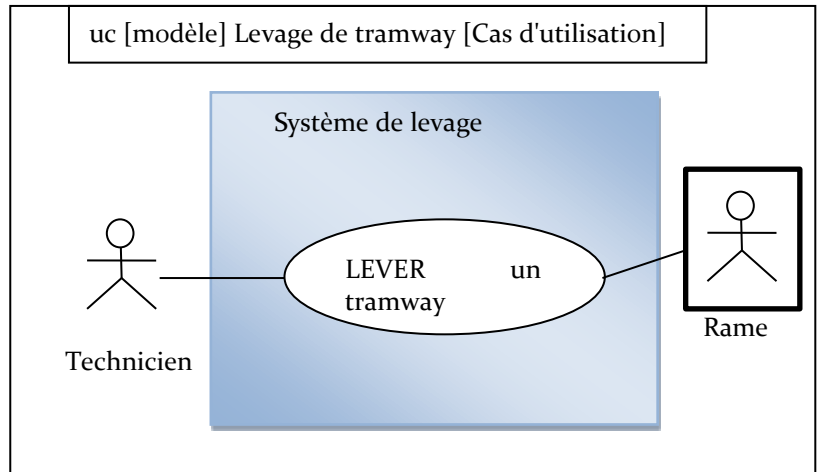 uc [modèle] Levage de tramway [Cas d'utilisation]
Système de levage
LEVER un
tramway
Technicien
Rame